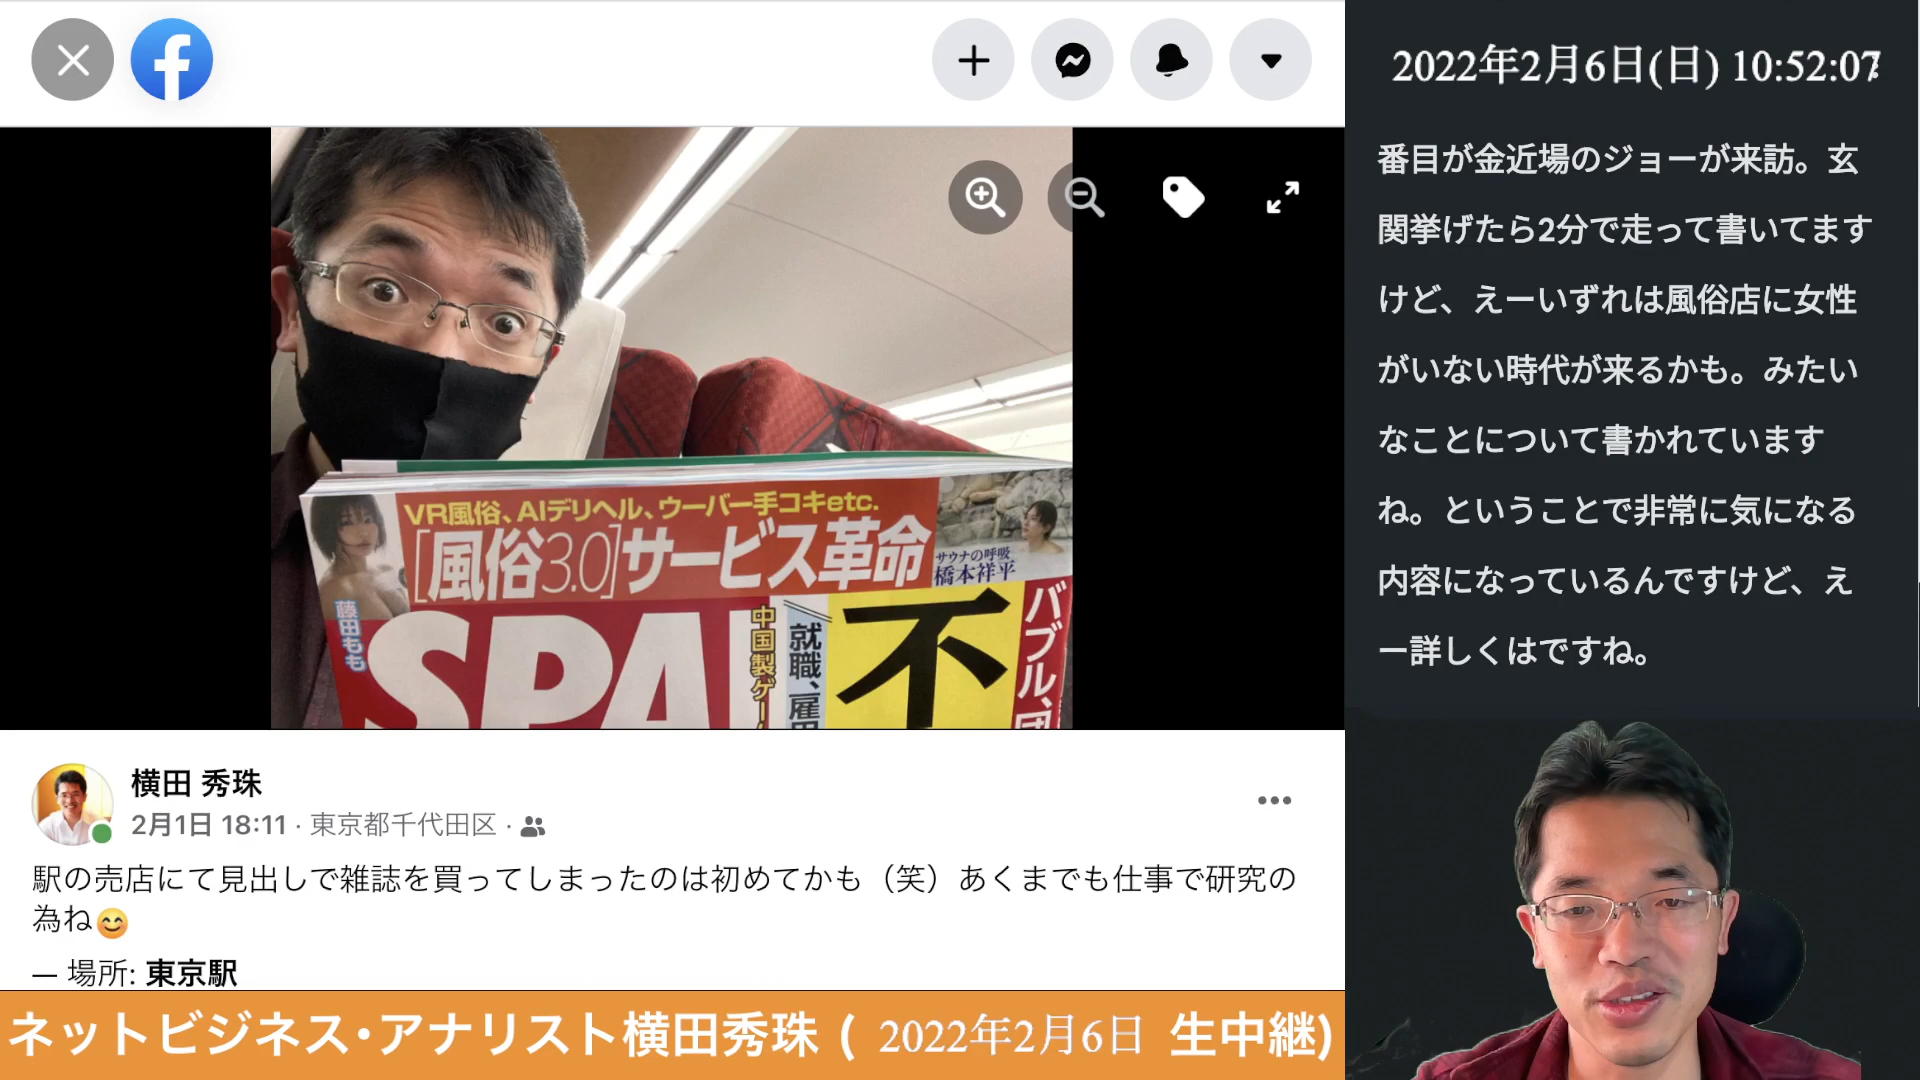 2022年2月6日(日) 10:52:07
番目が金近場のジョーが来訪。玄
関挙げたら2分で走って書いてます
けど、えーいずれは風俗店に女性
がいない時代が来るかも。みたい
なことについて書かれています
ね。ということで非常に気になる
内容になっているんですけど、え
ー詳しくはですね。
VR風俗、AIデリヘル、ウーバー手コキetc.
[風俗3.0]サービス革命
サウナの呼吸
橋本祥平
藤田もも
SPA!
中国製ゲー
就職、雇用
不
バブル、団
横田 秀珠
2月1日 18:11 · 東京都千代田区 ·
駅の売店にて見出しで雑誌を買ってしまったのは初めてかも（笑）あくまでも仕事で研究の
為ね😊
— 場所: 東京駅
ネットビジネス・アナリスト横田秀珠 ( 2022年2月6日 生中継)